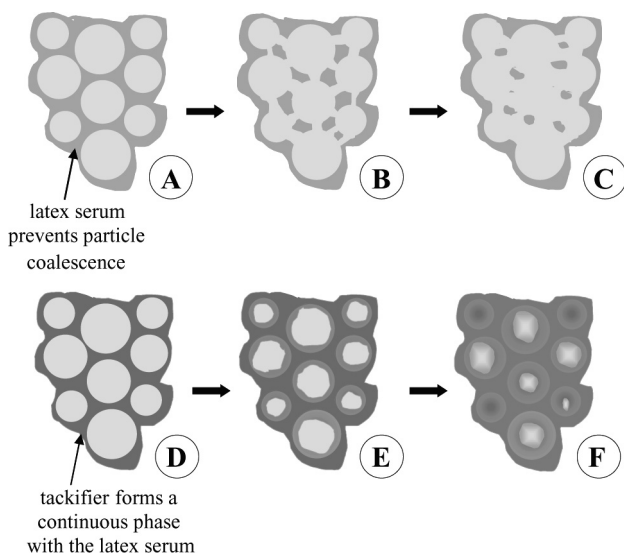 A
B
C
latex serum
prevents particle
coalescence
D
E
F
tackifier forms a
continuous phase
with the latex serum